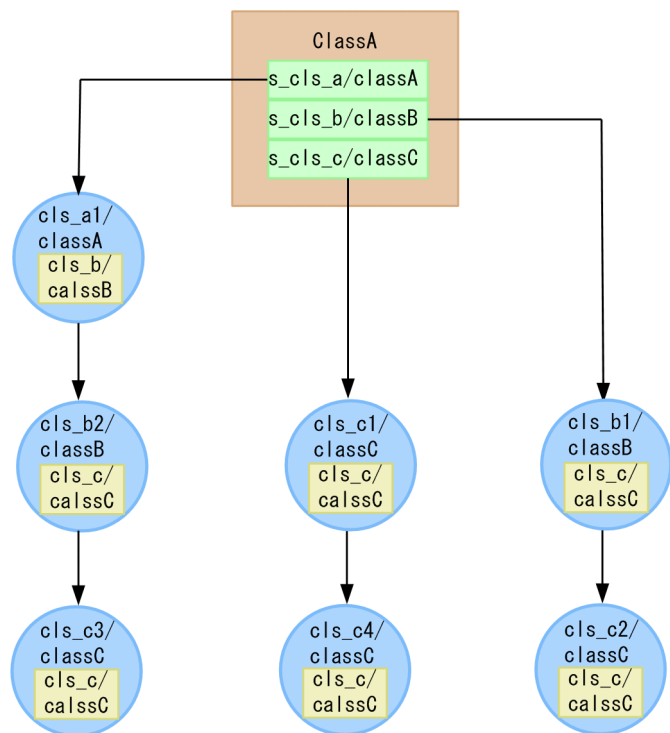 ClassA
s_cls_a/classA
s_cls_b/classB
s_cls_c/classC
cls_a1/
classA
cls_b/
calssB
cls_b2/
classB
cls_c/
calssC
cls_c1/
classC
cls_c/
calssC
cls_b1/
classB
cls_c/
calssC
cls_c3/
classC
cls_c/
calssC
cls_c4/
classC
cls_c/
calssC
cls_c2/
classC
cls_c/
calssC